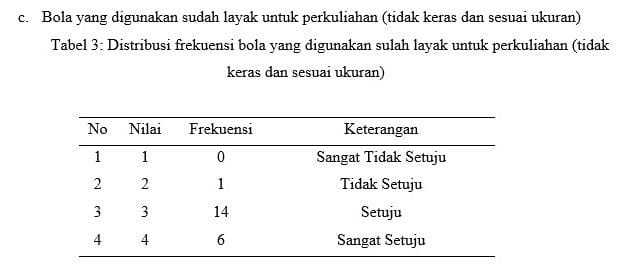 c. Bola yang digunakan sudah layak untuk perkuliahan (tidak keras dan sesuai ukuran)
Tabel 3: Distribusi frekuensi bola yang digunakan sulah layak untuk perkuliahan (tidak
keras dan sesuai ukuran)
No Nilai Frekuensi Keterangan
1 1 0 Sangat Tidak Setuju
2 2 1 Tidak Setuju
3 3 14 Setuju
4 4 6 Sangat Setuju